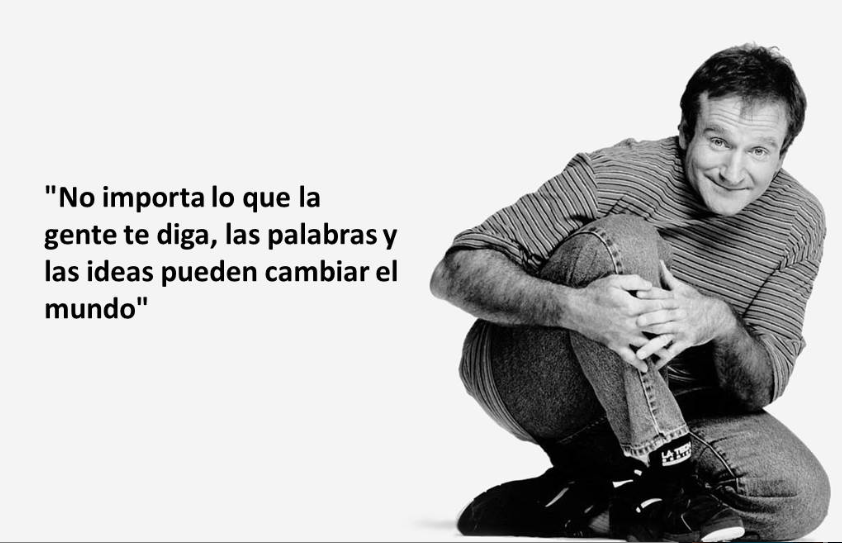 "No importa lo que la
gente te diga, las palabras y
las ideas pueden cambiar el
mundo"